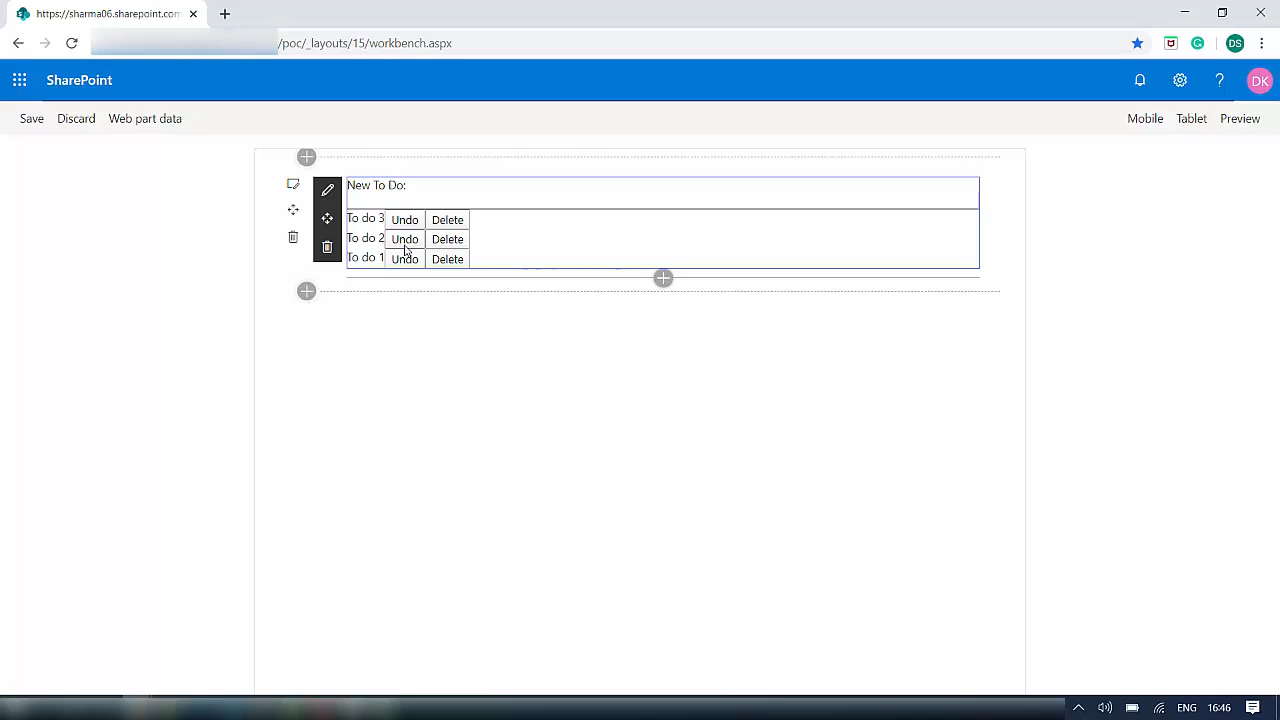 https://sharma06.sharepoint.com
/poc/_layouts/15/workbench.aspx
DS
SharePoint
?
DK
Save Discard Web part data Mobile Tablet Preview
New To Do:
To do 3 Undo Delete
To do 2 Undo Delete
To do 1 Undo Delete
ENG 16:46